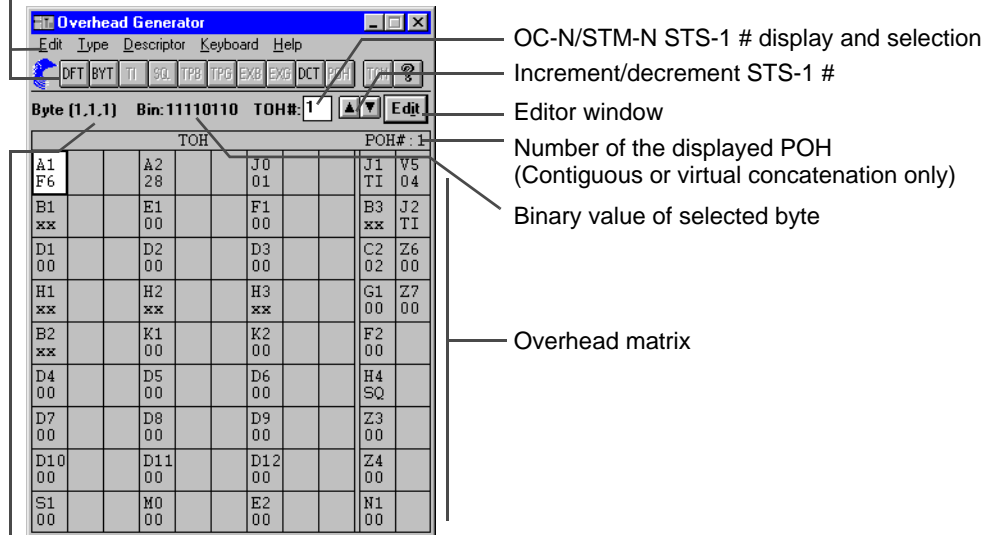 Overhead Generator
Edit Type Descriptor Keyboard Help
DFT BYT TI SQL TPB TPG EXB EXG DCT POH TOH ?
Byte (1,1,1) Bin:11110110 TOH#: 1 Edit
TOH POH#:1
A1 A2 J0 J1 V5
F6 28 01 TI 04
B1 E1 F1 B3 J2
xx 00 00 xx TI
D1 D2 D3 C2 Z6
00 00 00 02 00
H1 H2 H3 G1 Z7
xx xx xx 00 00
B2 K1 K2 F2
xx 00 00 00
D4 D5 D6 H4
00 00 00 SQ
D7 D8 D9 Z3
00 00 00 00
D10 D11 D12 Z4
00 00 00 00
S1 M0 E2 N1
00 00 00 00
OC-N/STM-N STS-1 # display and selection
Increment/decrement STS-1 #
Editor window
Number of the displayed POH
(Contiguous or virtual concatenation only)
Binary value of selected byte
Overhead matrix